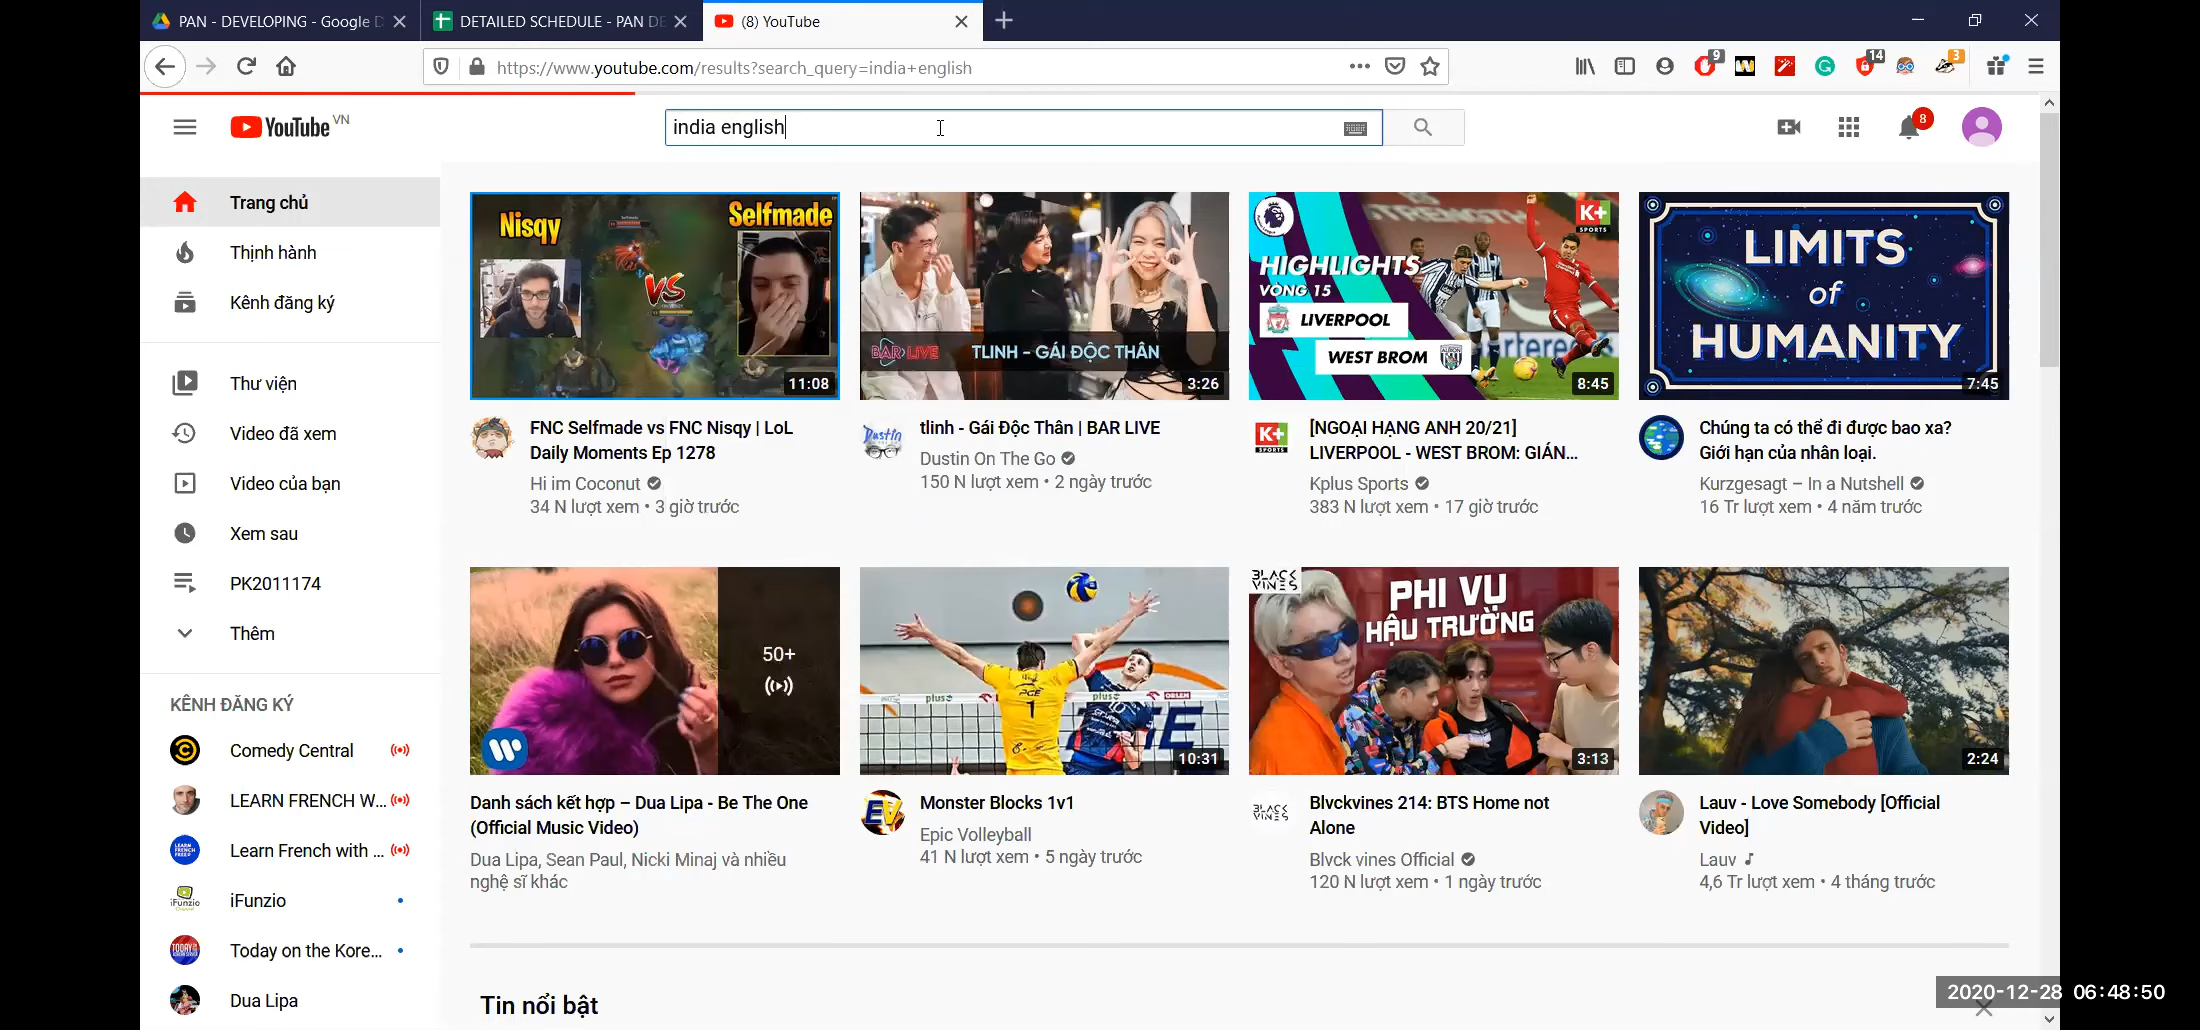 PAN - DEVELOPING - Google D
DETAILED SCHEDULE - PAN DE
(8) YouTube
https://www.youtube.com/results?search_query=india+english
9
14
3
YouTube VN
india english
8
Trang chủ
Thịnh hành
Kênh đăng ký
Thư viện
Video đã xem
Video của bạn
Xem sau
PK2011174
Thêm
KÊNH ĐĂNG KÝ
Comedy Central
LEARN FRENCH W...
Learn French with ...
iFunzio
Today on the Kore...
Dua Lipa
Nisqy
Selfmade
VS
11:08
FNC Selfmade vs FNC Nisqy | LoL
Daily Moments Ep 1278
Hi im Coconut
34 N lượt xem • 3 giờ trước
BAR LIVE
TLINH - GÁI ĐỘC THÂN
3:26
tlinh - Gái Độc Thân | BAR LIVE
Dustin On The Go
150 N lượt xem • 2 ngày trước
K+
SPORTS
HIGHLIGHTS
VÒNG 15
LIVERPOOL
WEST BROM
8:45
[NGOẠI HẠNG ANH 20/21]
LIVERPOOL - WEST BROM: GIÁN...
Kplus Sports
383 N lượt xem • 17 giờ trước
LIMITS
of
HUMANITY
7:45
Chúng ta có thể đi được bao xa?
Giới hạn của nhân loại.
Kurzgesagt – In a Nutshell
16 Tr lượt xem • 4 năm trước
50+
Danh sách kết hợp – Dua Lipa - Be The One
(Official Music Video)
Dua Lipa, Sean Paul, Nicki Minaj và nhiều
nghệ sĩ khác
PGE
1
plus
plus
ORLEN
10:31
EV
Monster Blocks 1v1
Epic Volleyball
41 N lượt xem • 5 ngày trước
BLACK
VINES
PHI VỤ
HẬU TRƯỜNG
3:13
BLACK
VINES
Blvckvines 214: BTS Home not
Alone
Blvck vines Official
120 N lượt xem • 1 ngày trước
2:24
Lauv - Love Somebody [Official
Video]
Lauv
4,6 Tr lượt xem • 4 tháng trước
Tin nổi bật
2020-12-28 06:48:50